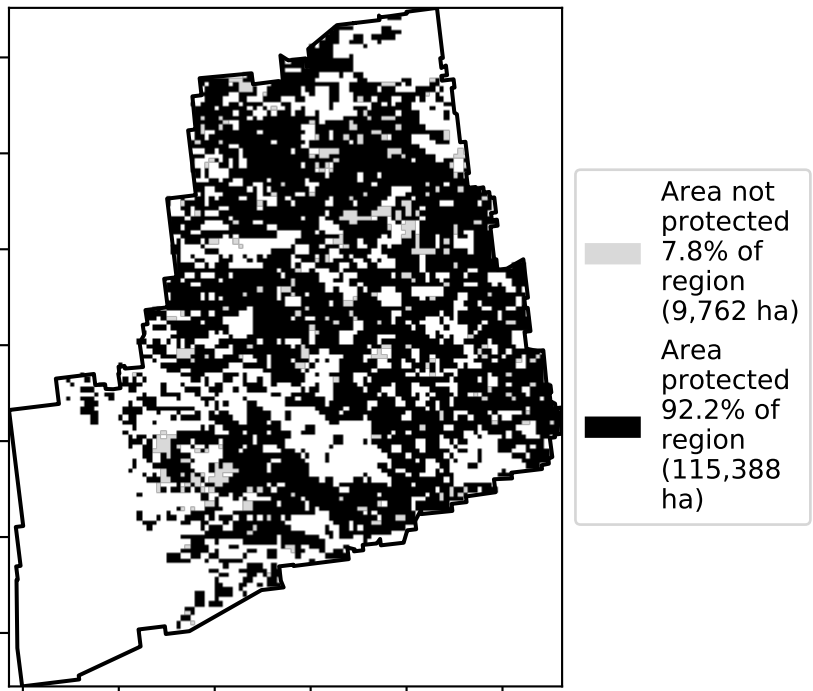 Area not
protected
7.8% of
region
(9,762 ha)
Area
protected
92.2% of
region
(115,388
ha)